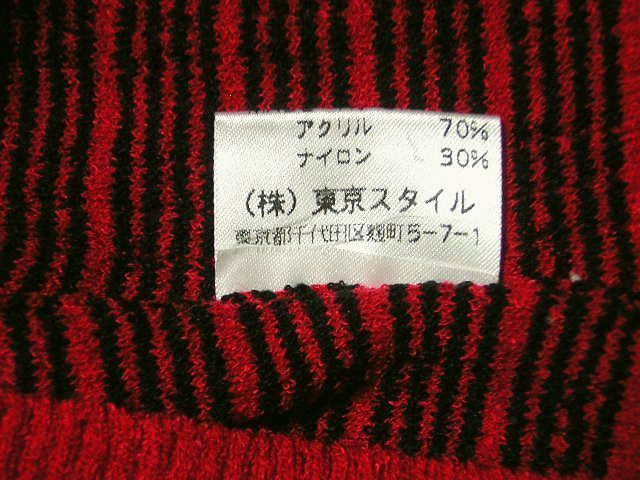 アクリル 70%
ナイロン 30%
(株)東京スタイル
東京都千代田区麹町5-7-1